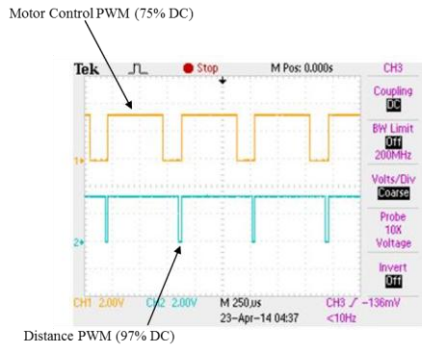 Motor Control PWM (75% DC)
Tek Stop M Pos: 0.000s CH3
Coupling
DC
BW Limit
Off
200MHz
Volts/Div
Coarse
Probe
10X
Voltage
Invert
Off
1
2
CH1 2.00V CH2 2.00V M 250µs CH3 / -136mV
23-Apr-14 04:37 <10Hz
Distance PWM (97% DC)